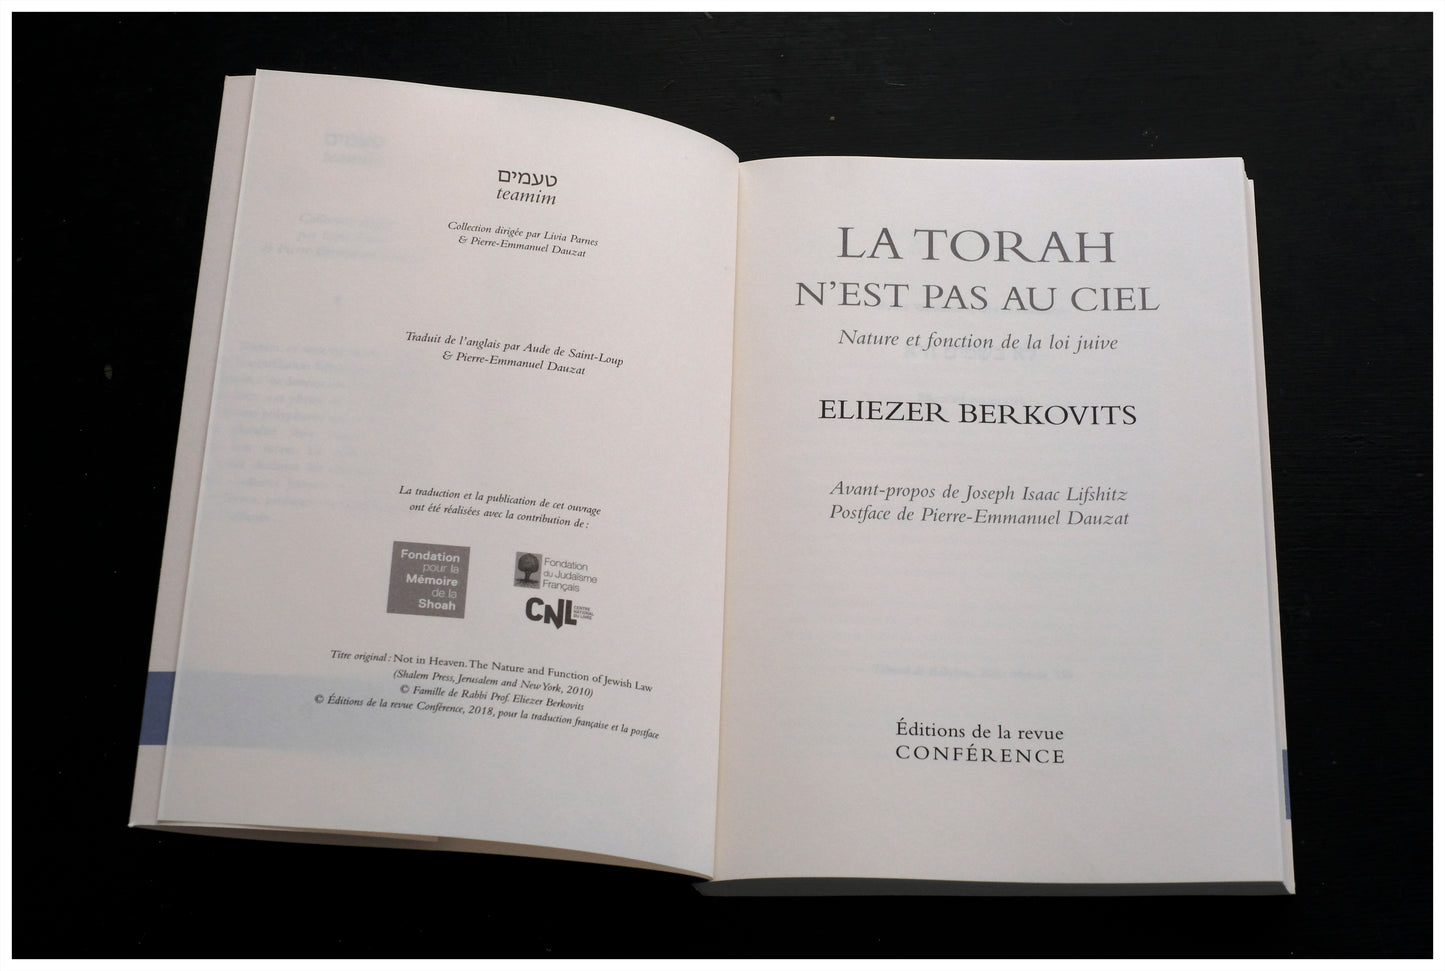 טעמים
teamim
Collection dirigée par Livia Parnes
& Pierre-Emmanuel Dauzat
Traduit de l'anglais par Aude de Saint-Loup
& Pierre-Emmanuel Dauzat
La traduction et la publication de cet ouvrage
ont été réalisées avec la contribution de :
Fondation
pour la
Mémoire
de la
Shoah
Fondation
du Judaïsme
Français
CNL
CENTRE
NATIONAL
DU LIVRE
Titre original : Not in Heaven. The Nature and Function of Jewish Law
(Shalem Press, Jerusalem and New York, 2010)
© Famille de Rabbi Prof. Eliezer Berkovits
© Éditions de la revue Conférence, 2018, pour la traduction française et la postface
LA TORAH
N'EST PAS AU CIEL
Nature et fonction de la loi juive
ELIEZER BERKOVITS
Avant-propos de Joseph Isaac Lifshitz
Postface de Pierre-Emmanuel Dauzat
Éditions de la revue
CONFÉRENCE